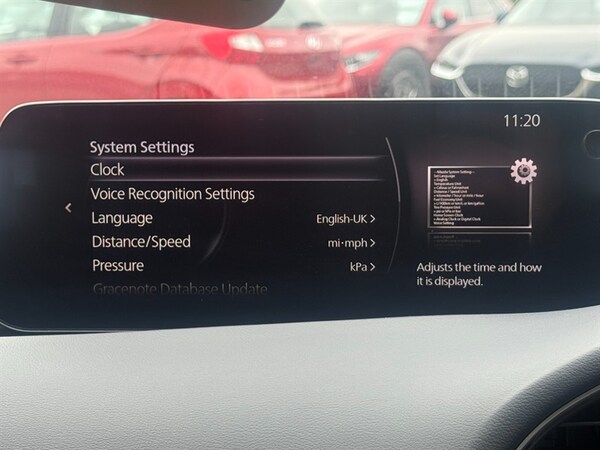 11:20
System Settings
Clock
Voice Recognition Settings
Language English-UK >
Distance/Speed mi·mph >
Pressure kPa >
Gracenote Database Update
Adjusts the time and how
it is displayed.